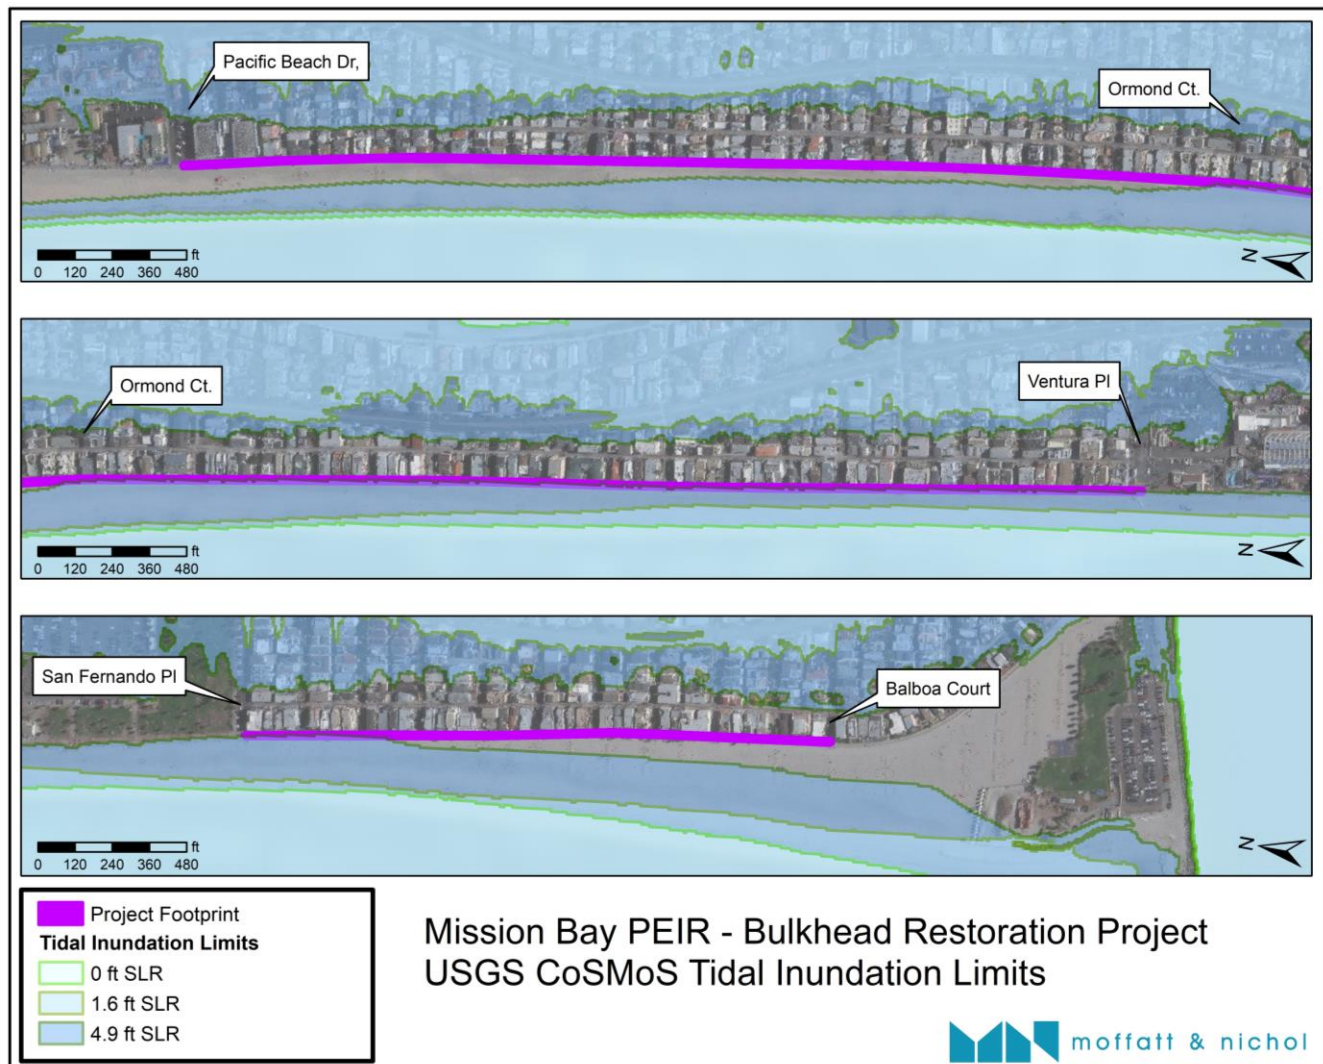 Pacific Beach Dr,
Ormond Ct.
ft
0 120 240 360 480
N
Ormond Ct.
Ventura Pl
ft
0 120 240 360 480
N
San Fernando Pl
Balboa Court
ft
0 120 240 360 480
N
Project Footprint
Tidal Inundation Limits
0 ft SLR
1.6 ft SLR
4.9 ft SLR
Mission Bay PEIR - Bulkhead Restoration Project
USGS CoSMoS Tidal Inundation Limits
moffatt & nichol